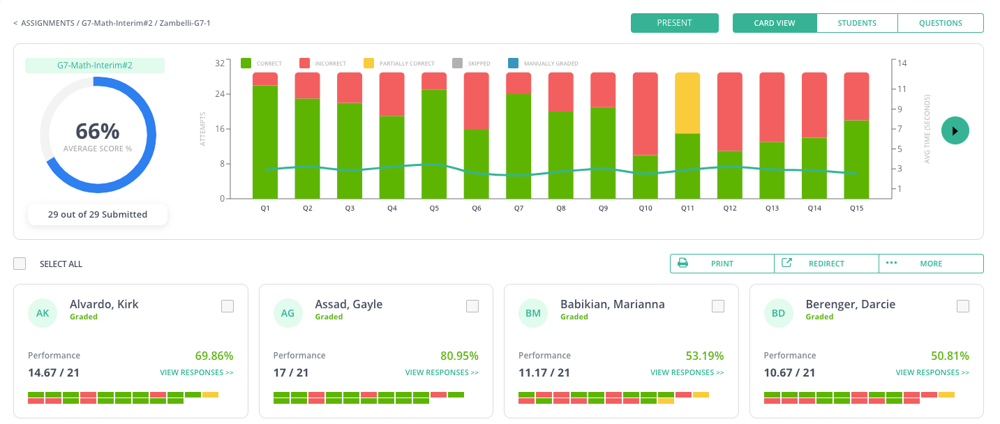 < ASSIGNMENTS / G7-Math-Interim#2 / Zambelli-G7-1
PRESENT
CARD VIEW
STUDENTS
QUESTIONS
G7-Math-Interim#2
66%
AVERAGE SCORE %
29 out of 29 Submitted
CORRECT INCORRECT PARTIALLY CORRECT SKIPPED MANUALLY GRADED
ATTEMPTS
32
24
16
8
0
Q1 Q2 Q3 Q4 Q5 Q6 Q7 Q8 Q9 Q10 Q11 Q12 Q13 Q14 Q15
14
11
9
7
5
3
1
AVG TIME (SECONDS)
SELECT ALL
PRINT
REDIRECT
MORE
AK
Alvardo, Kirk
Graded
Performance 69.86%
14.67 / 21 VIEW RESPONSES >>
AG
Assad, Gayle
Graded
Performance 80.95%
17 / 21 VIEW RESPONSES >>
BM
Babikian, Marianna
Graded
Performance 53.19%
11.17 / 21 VIEW RESPONSES >>
BD
Berenger, Darcie
Graded
Performance 50.81%
10.67 / 21 VIEW RESPONSES >>